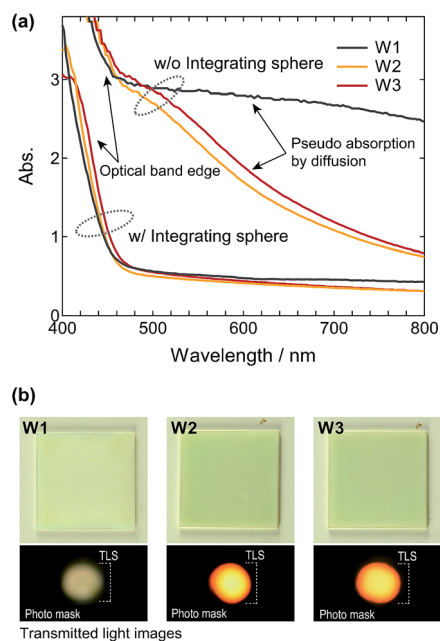 (a)
W1
W2
W3
w/o Integrating sphere
Optical band edge
Pseudo absorption
by diffusion
w/ Integrating sphere
Abs.
3
2
1
0
400
500
600
700
800
Wavelength / nm
(b)
W1
W2
W3
TLS
Photo mask
TLS
Photo mask
TLS
Photo mask
Transmitted light images